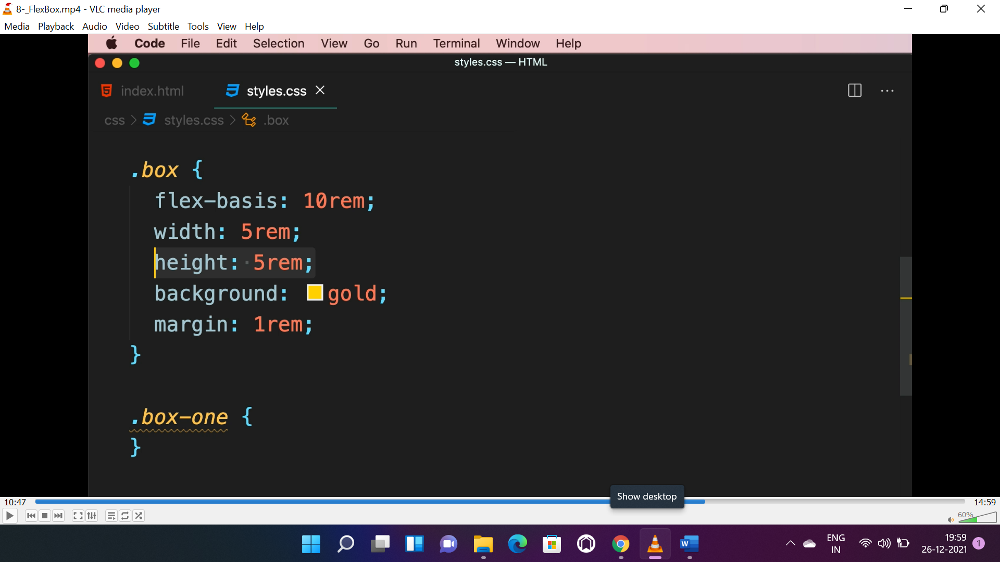 8-_FlexBox.mp4 - VLC media player
Media Playback Audio Video Subtitle Tools View Help
Code File Edit Selection View Go Run Terminal Window Help
styles.css — HTML
index.html styles.css
css > styles.css > .box
.box {
flex-basis: 10rem;
width: 5rem;
height: 5rem;
background: gold;
margin: 1rem;
}
.box-one {
}
Show desktop
10:47 14:59
60%
ENG
IN
19:59
26-12-2021
1